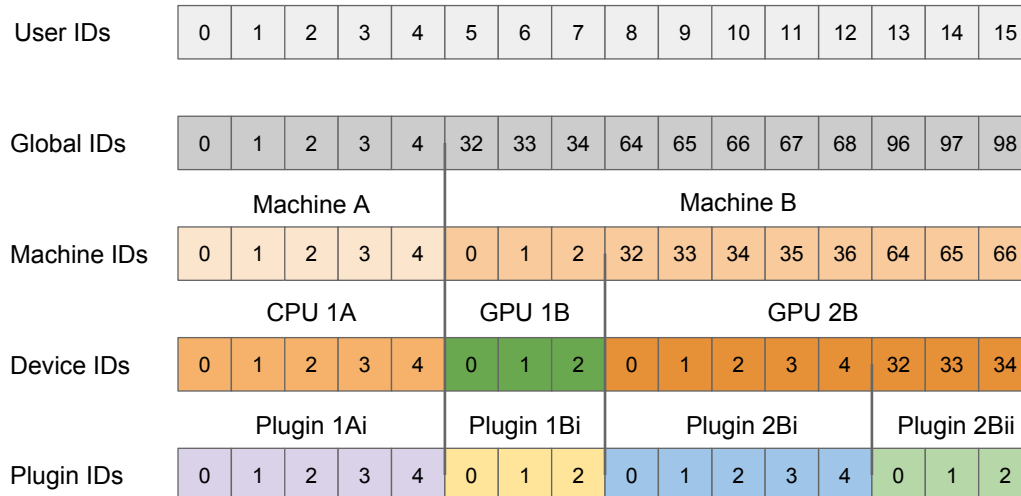 User IDs 0 1 2 3 4 5 6 7 8 9 10 11 12 13 14 15
Global IDs 0 1 2 3 4 32 33 34 64 65 66 67 68 96 97 98
Machine A Machine B
Machine IDs 0 1 2 3 4 0 1 2 32 33 34 35 36 64 65 66
CPU 1A GPU 1B GPU 2B
Device IDs 0 1 2 3 4 0 1 2 0 1 2 3 4 32 33 34
Plugin 1Ai Plugin 1Bi Plugin 2Bi Plugin 2Bii
Plugin IDs 0 1 2 3 4 0 1 2 0 1 2 3 4 0 1 2